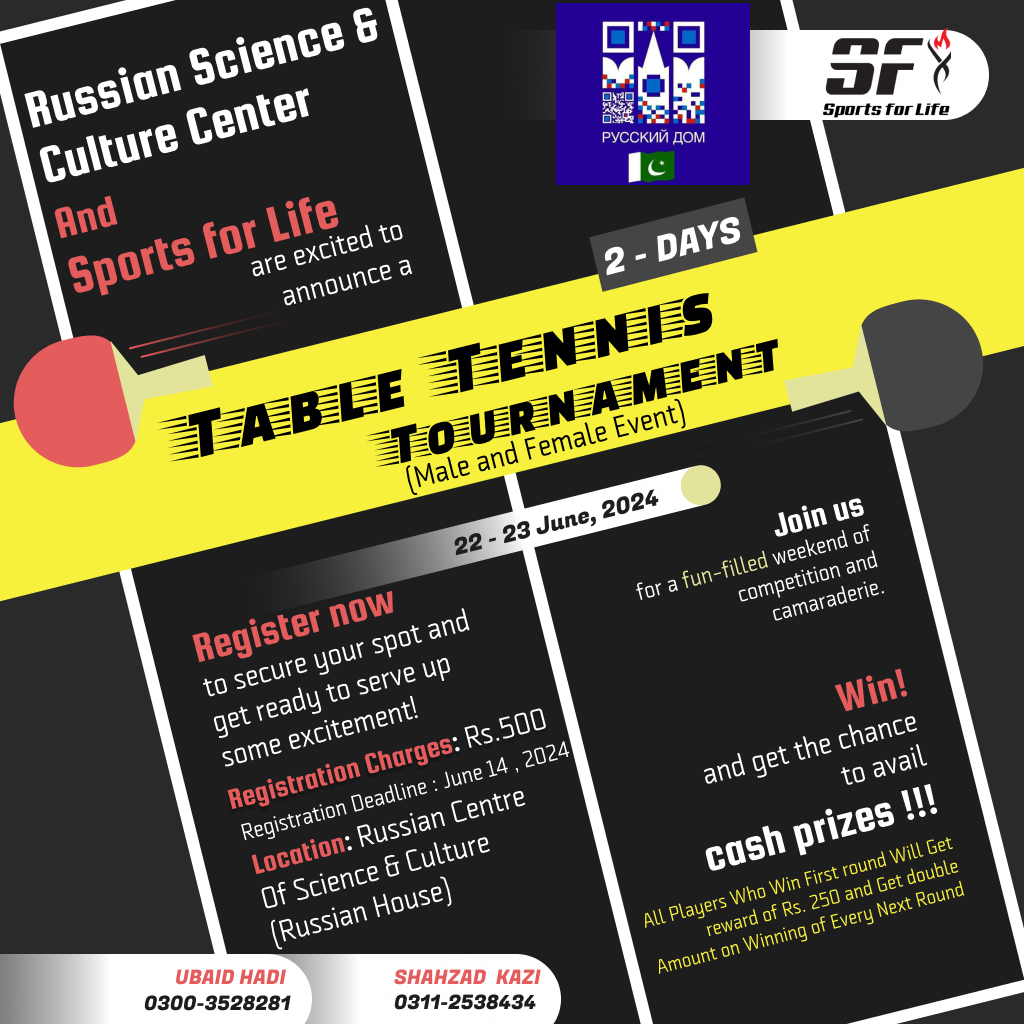 Russian Science &
Culture Center
And
Sports for Life
are excited to
announce a
РУССКИЙ ДОМ
SF
Sports for Life
2 - DAYS
TABLE TENNIS
TOURNAMENT
(Male and Female Event)
22 - 23 June, 2024
Join us
for a fun-filled weekend of
competition and
camaraderie.
Register now
to secure your spot and
get ready to serve up
some excitement!
Registration Charges: Rs.500
Registration Deadline : June 14 , 2024
Location: Russian Centre
Of Science & Culture
(Russian House)
Win!
and get the chance
to avail
cash prizes !!!
All Players Who Win First round Will Get
reward of Rs. 250 and Get double
Amount on Winning of Every Next Round
UBAID HADI
0300-3528281
SHAHZAD KAZI
0311-2538434